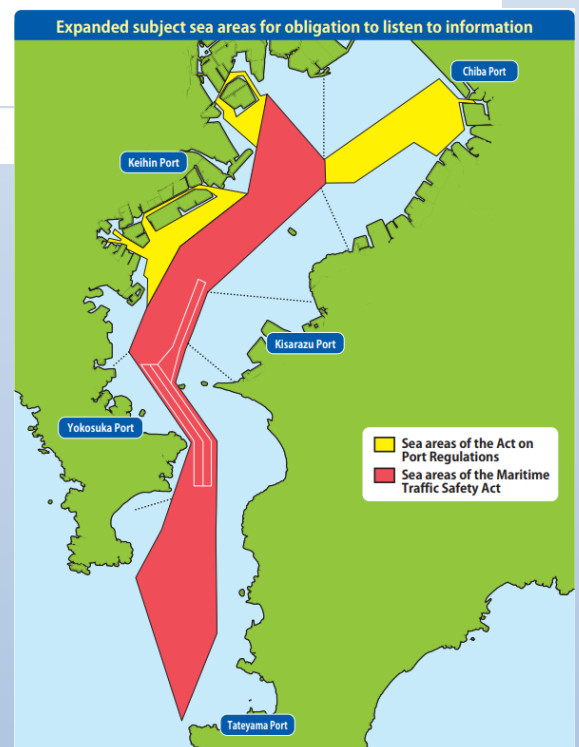 Expanded subject sea areas for obligation to listen to information
Chiba Port
Keihin Port
Kisarazu Port
Yokosuka Port
Sea areas of the Act on
Port Regulations
Sea areas of the Maritime
Traffic Safety Act
Tateyama Port